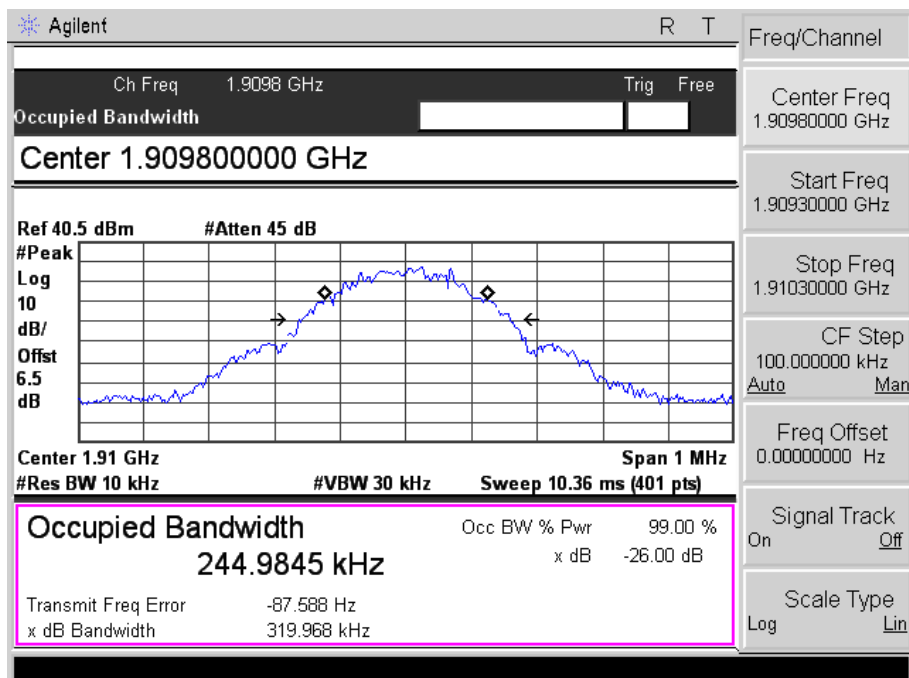 Agilent
R T
Ch Freq 1.9098 GHz Trig Free
Occupied Bandwidth
Center 1.909800000 GHz
Ref 40.5 dBm #Atten 45 dB
#Peak
Log
10
dB/
Offst
6.5
dB
Center 1.91 GHz Span 1 MHz
#Res BW 10 kHz #VBW 30 kHz Sweep 10.36 ms (401 pts)
Occupied Bandwidth
244.9845 kHz
Occ BW % Pwr 99.00 %
x dB -26.00 dB
Transmit Freq Error -87.588 Hz
x dB Bandwidth 319.968 kHz
Freq/Channel
Center Freq
1.90980000 GHz
Start Freq
1.90930000 GHz
Stop Freq
1.91030000 GHz
CF Step
100.000000 kHz
Auto Man
Freq Offset
0.00000000 Hz
Signal Track
On Off
Scale Type
Log Lin